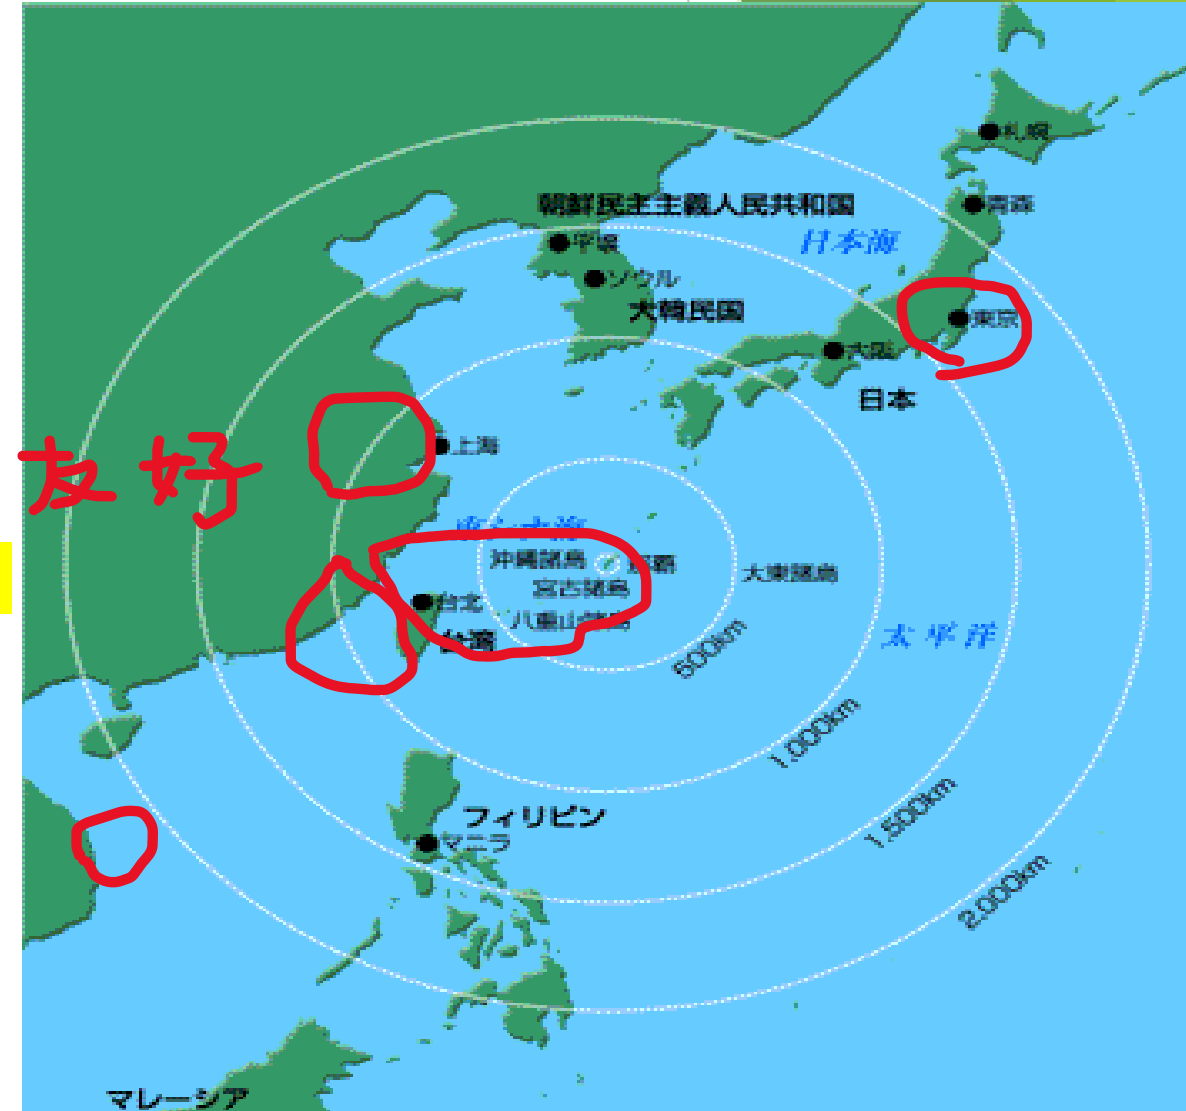 札幌
朝鮮民主主義人民共和国
青森
平壌
日本海
ソウル
大韓民国
東京
大阪
日本
友好
上海
沖縄諸島
大東諸島
宮古諸島
台北
八重山諸島
太平洋
台湾
500km
1,000km
1,500km
2,000km
フィリピン
マニラ
マレーシア